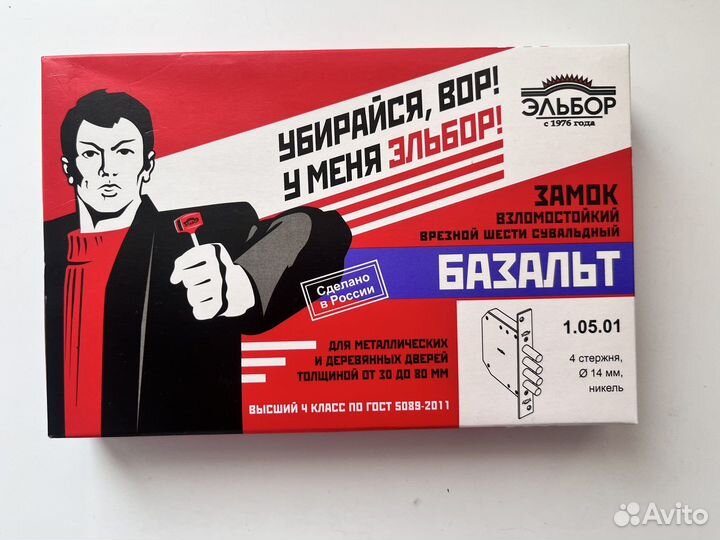 УБИРАЙСЯ, ВОР!
У МЕНЯ ЭЛЬБОР!
ЭЛЬБОР
с 1976 года
ЗАМОК
ВЗЛОМОСТОЙКИЙ
ВРЕЗНОЙ ШЕСТИ СУВАЛЬДНЫЙ
БАЗАЛЬТ
Сделано
в России
ДЛЯ МЕТАЛЛИЧЕСКИХ
И ДЕРЕВЯННЫХ ДВЕРЕЙ
ТОЛЩИНОЙ ОТ 30 ДО 80 ММ
ВЫСШИЙ 4 КЛАСС ПО ГОСТ 5089-2011
1.05.01
4 стержня,
Ø 14 мм,
никель
Avito